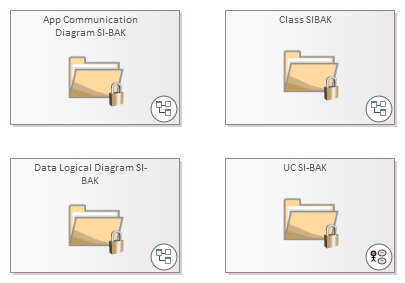 App Communication
Diagram SI-BAK
Class SIBAK
Data Logical Diagram SI-
BAK
UC SI-BAK